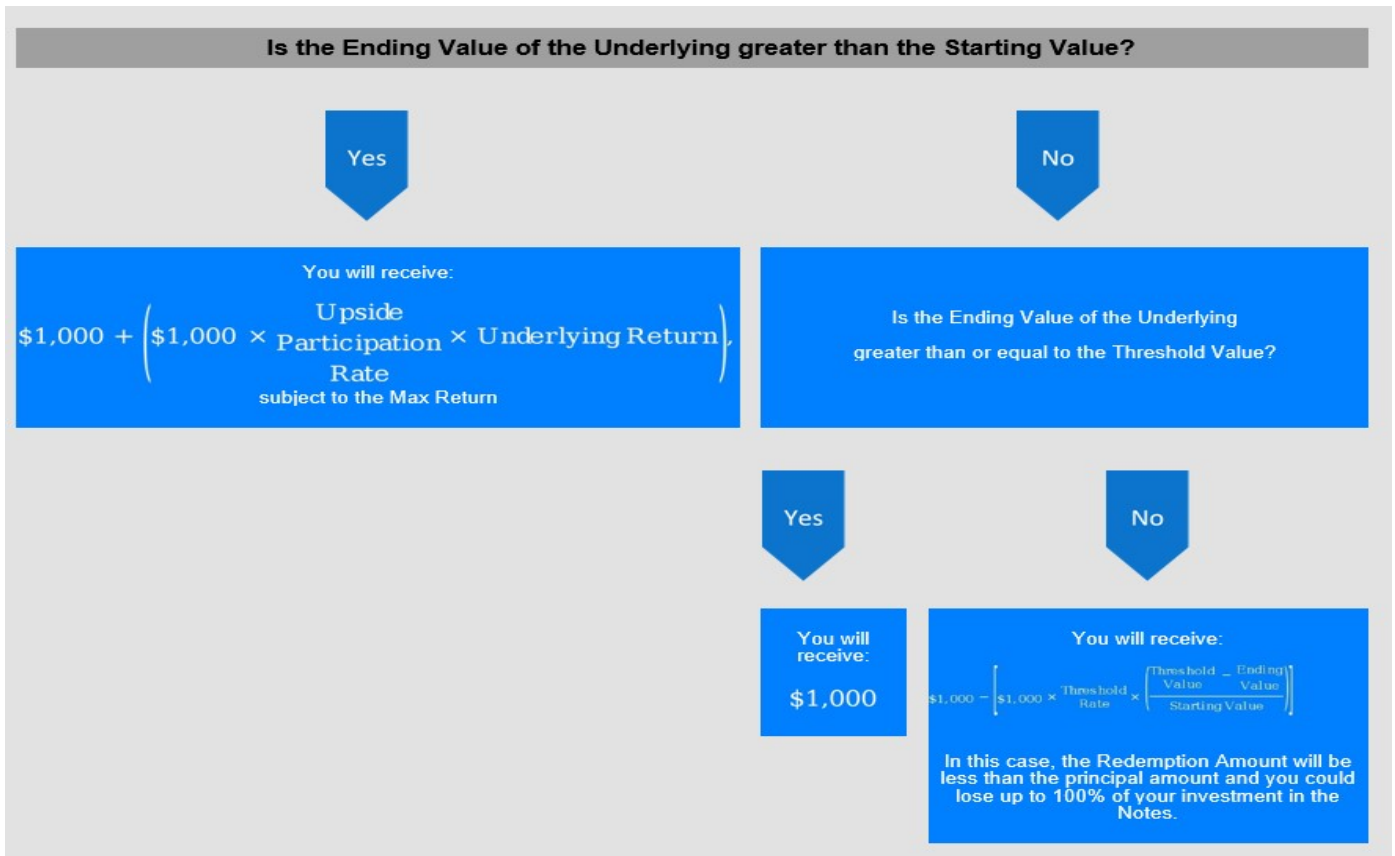 Is the Ending Value of the Underlying greater than the Starting Value?
Yes
No
You will receive:
$1,000 + ($1,000 × Upside Participation Rate × Underlying Return),
subject to the Max Return
Is the Ending Value of the Underlying
greater than or equal to the Threshold Value?
Yes
No
You will
receive:
$1,000
You will receive:
$1,000 − [$1,000 × Threshold Rate × (Threshold Value − Ending Value / Starting Value)]
In this case, the Redemption Amount will be
less than the principal amount and you could
lose up to 100% of your investment in the
Notes.